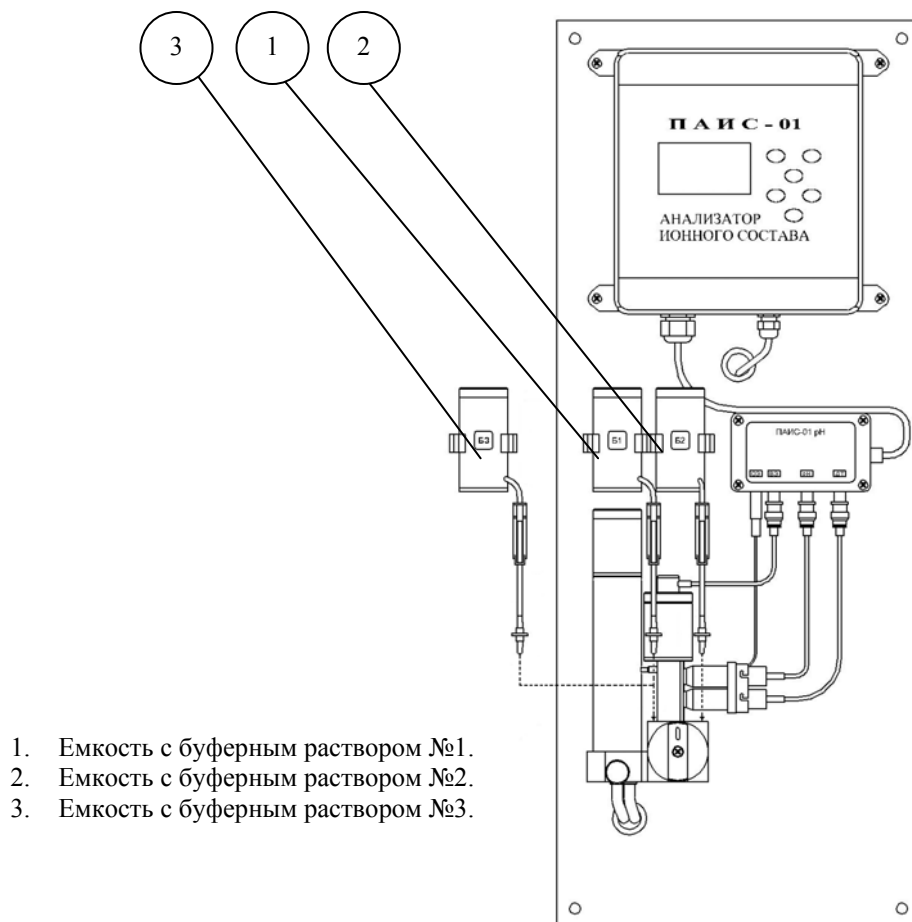 3 1 2
ПАИС-01
АНАЛИЗАТОР
ИОННОГО СОСТАВА
Б3 Б1 Б2
ПАИС-01 pH
1. Емкость с буферным раствором №1.
2. Емкость с буферным раствором №2.
3. Емкость с буферным раствором №3.